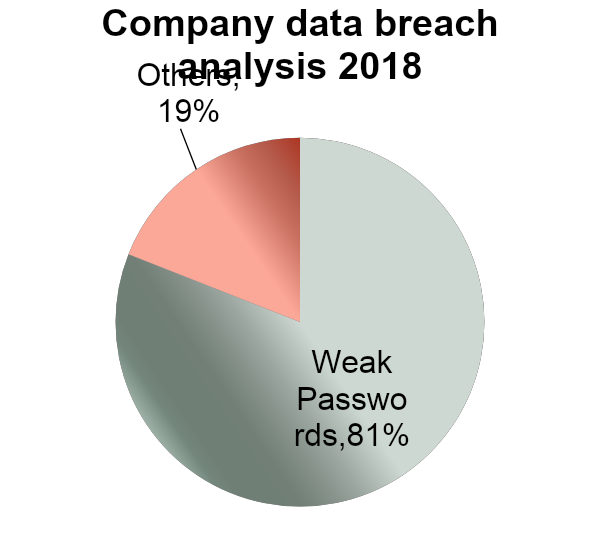 Company data breach
analysis 2018
Others,
19%
Weak
Passwo
rds,81%